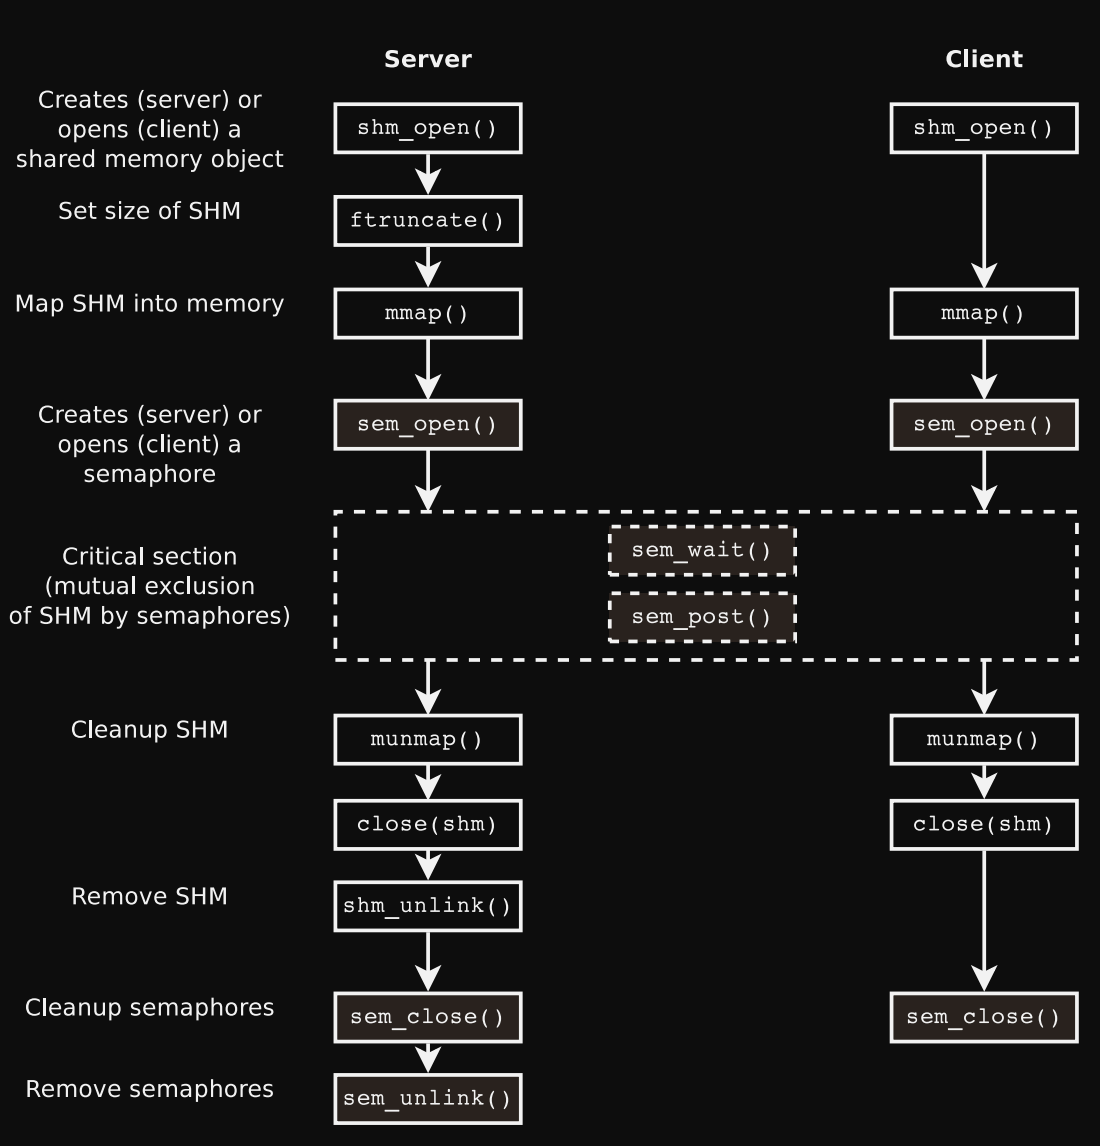 Server
Client
Creates (server) or
opens (client) a
shared memory object
shm_open()
shm_open()
Set size of SHM
ftruncate()
Map SHM into memory
mmap()
mmap()
Creates (server) or
opens (client) a
semaphore
sem_open()
sem_open()
Critical section
(mutual exclusion
of SHM by semaphores)
sem_wait()
sem_post()
Cleanup SHM
munmap()
munmap()
close(shm)
close(shm)
Remove SHM
shm_unlink()
Cleanup semaphores
sem_close()
sem_close()
Remove semaphores
sem_unlink()